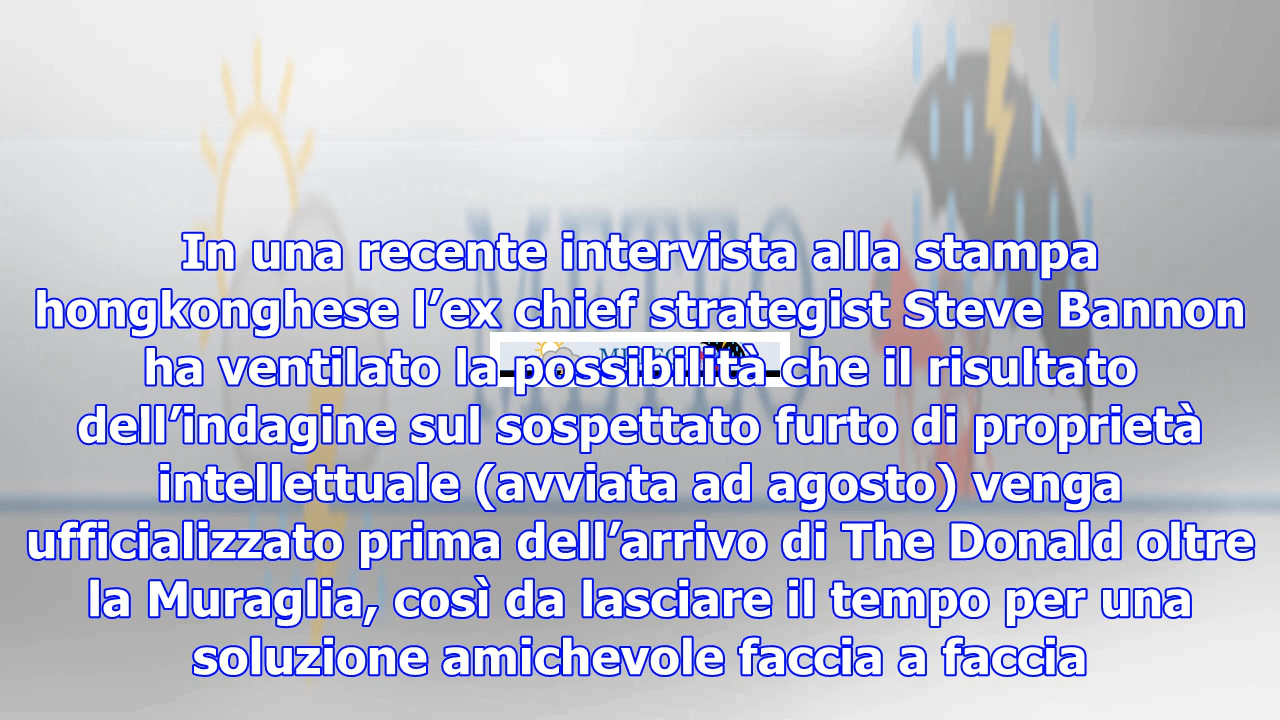 In una recente intervista alla stampa
hongkonghese l’ex chief strategist Steve Bannon
ha ventilato la possibilità che il risultato
dell’indagine sul sospettato furto di proprietà
intellettuale (avviata ad agosto) venga
ufficializzato prima dell’arrivo di The Donald oltre
la Muraglia, così da lasciare il tempo per una
soluzione amichevole faccia a faccia
METEO